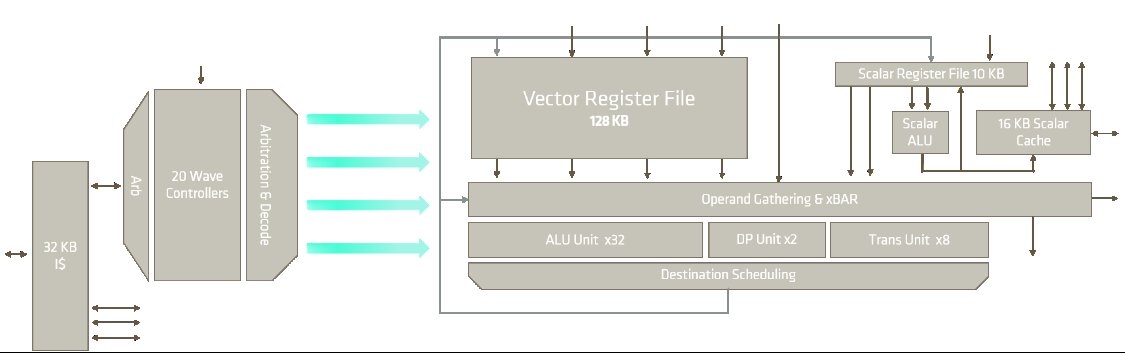 32 KB
I$
Arb
20 Wave
Controllers
Arbitration & Decode
Vector Register File
128 KB
Scalar Register File 10 KB
Scalar
ALU
16 KB Scalar
Cache
Operand Gathering & xBAR
ALU Unit x32
DP Unit x2
Trans Unit x8
Destination Scheduling